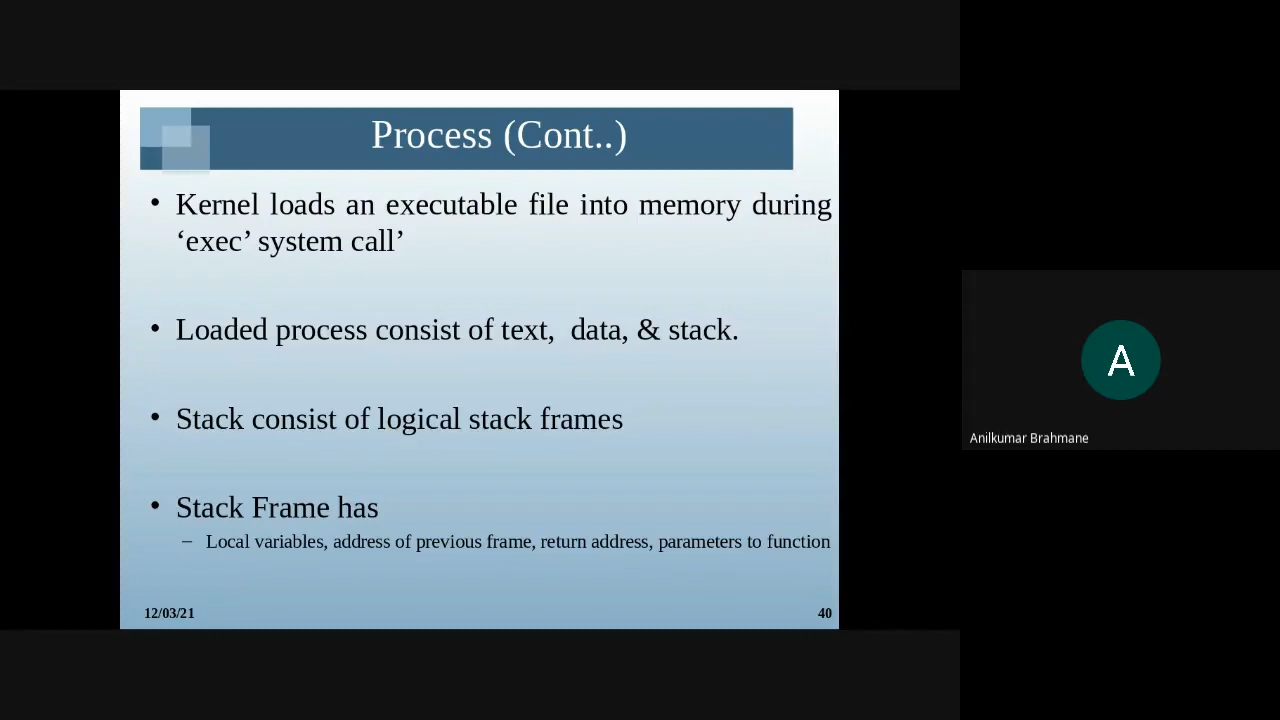 Process (Cont..)
• Kernel loads an executable file into memory during
‘exec’ system call’
• Loaded process consist of text, data, & stack.
• Stack consist of logical stack frames
• Stack Frame has
– Local variables, address of previous frame, return address, parameters to function
12/03/21
40
A
Anilkumar Brahmane